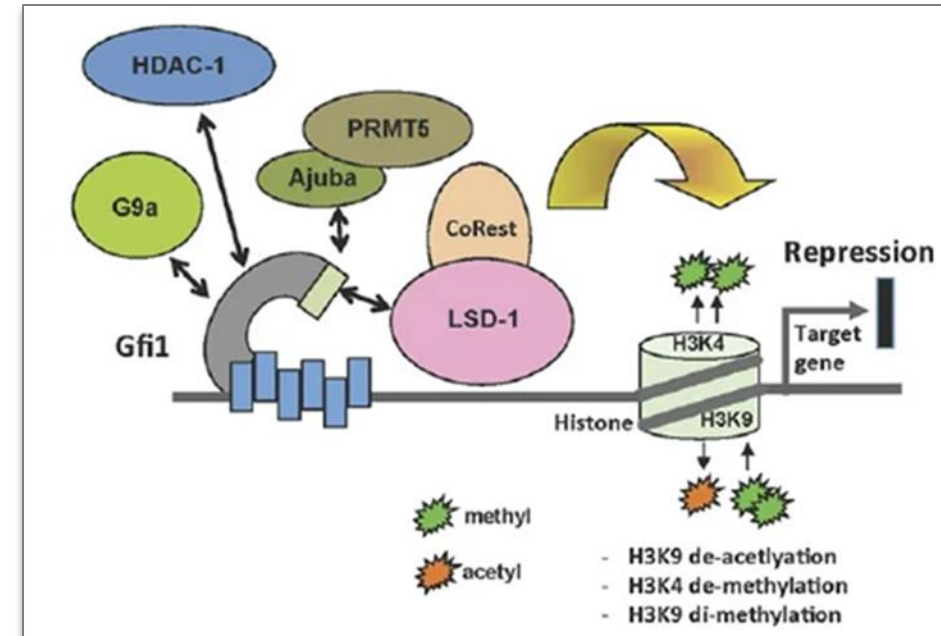 HDAC-1
PRMT5
Ajuba
G9a
CoRest
LSD-1
Gfi1
Repression
H3K4
Target
gene
Histone
H3K9
methyl
acetyl
- H3K9 de-acetlyation
- H3K4 de-methylation
- H3K9 di-methylation